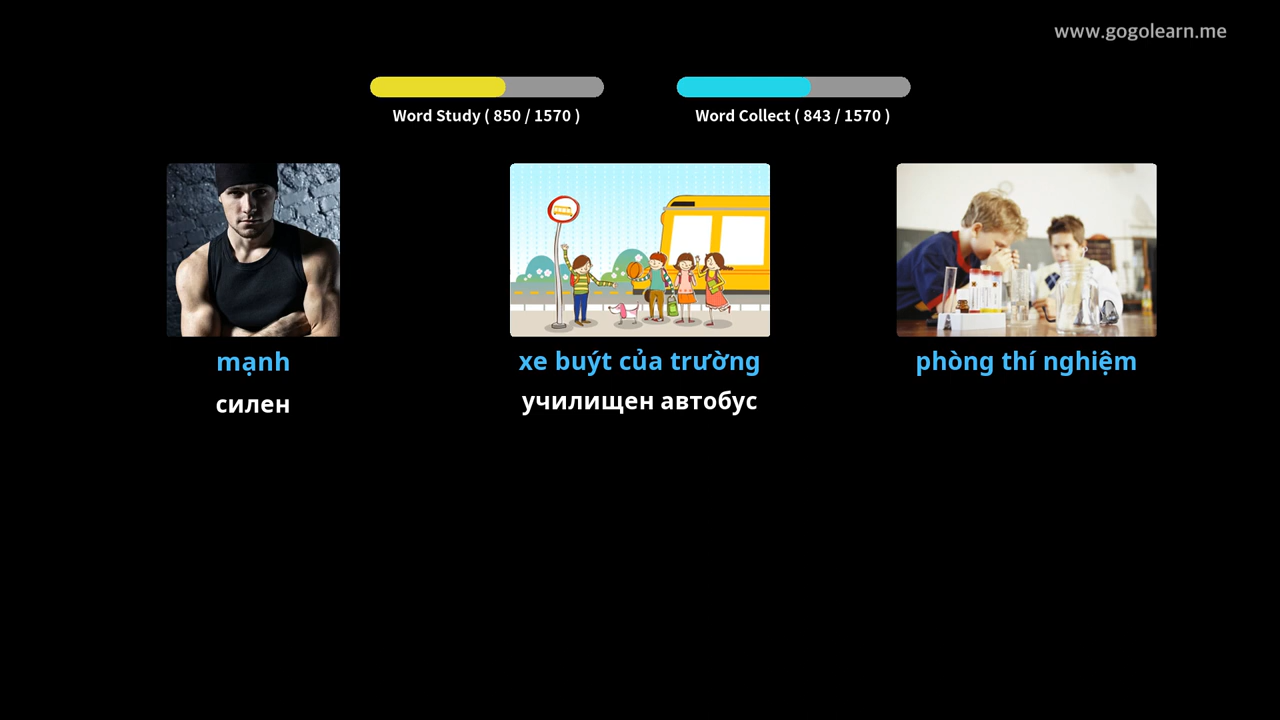 www.gogolearn.me
Word Study ( 850 / 1570 )
Word Collect ( 843 / 1570 )
mạnh
силен
xe buýt của trường
училищен автобус
phòng thí nghiệm